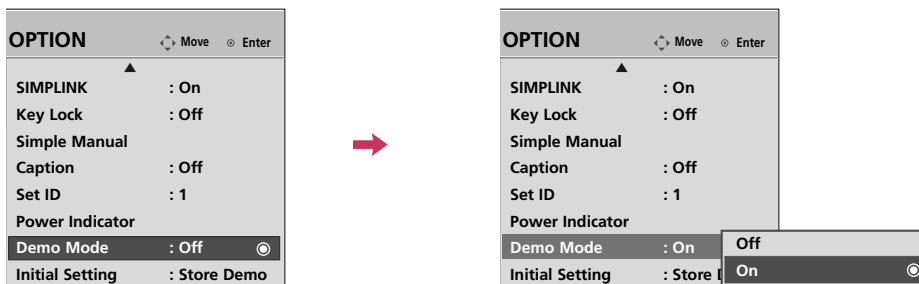 OPTION Move Enter
SIMPLINK : On
Key Lock : Off
Simple Manual
Caption : Off
Set ID : 1
Power Indicator
Demo Mode : Off
Initial Setting : Store Demo
OPTION Move Enter
SIMPLINK : On
Key Lock : Off
Simple Manual
Caption : Off
Set ID : 1
Power Indicator
Demo Mode : On
Initial Setting : Store
Off
On